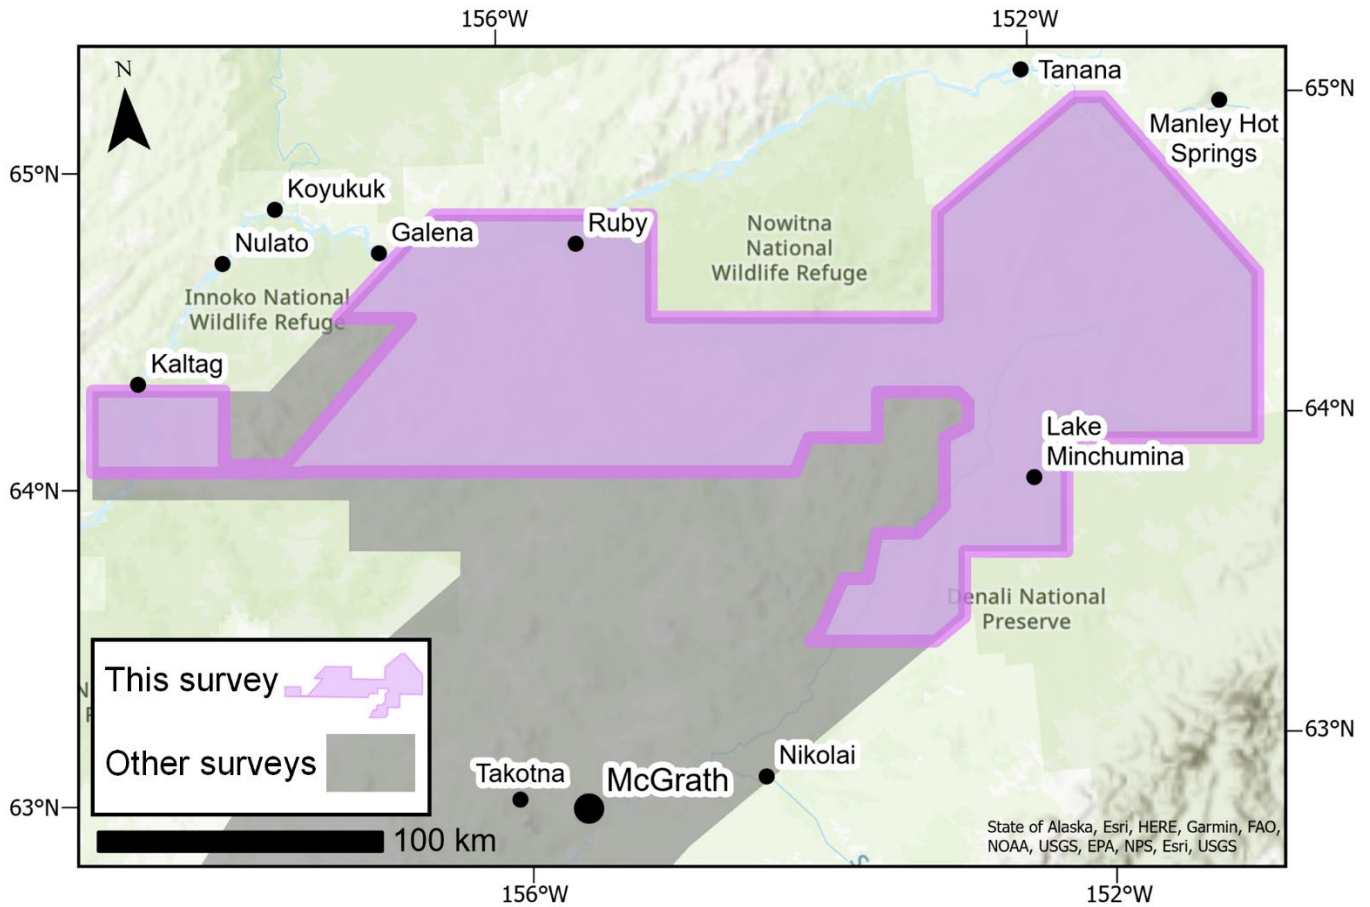 156°W
152°W
N
Tanana
65°N
Manley Hot
Springs
65°N
Koyukuk
Ruby
Nowitna
National
Wildlife Refuge
Galena
Nulato
Innoko National
Wildlife Refuge
Kaltag
64°N
Lake
Minchumina
64°N
Denali National
Preserve
This survey
Other surveys
63°N
Nikolai
Takotna
McGrath
63°N
100 km
State of Alaska, Esri, HERE, Garmin, FAO,
NOAA, USGS, EPA, NPS, Esri, USGS
156°W
152°W